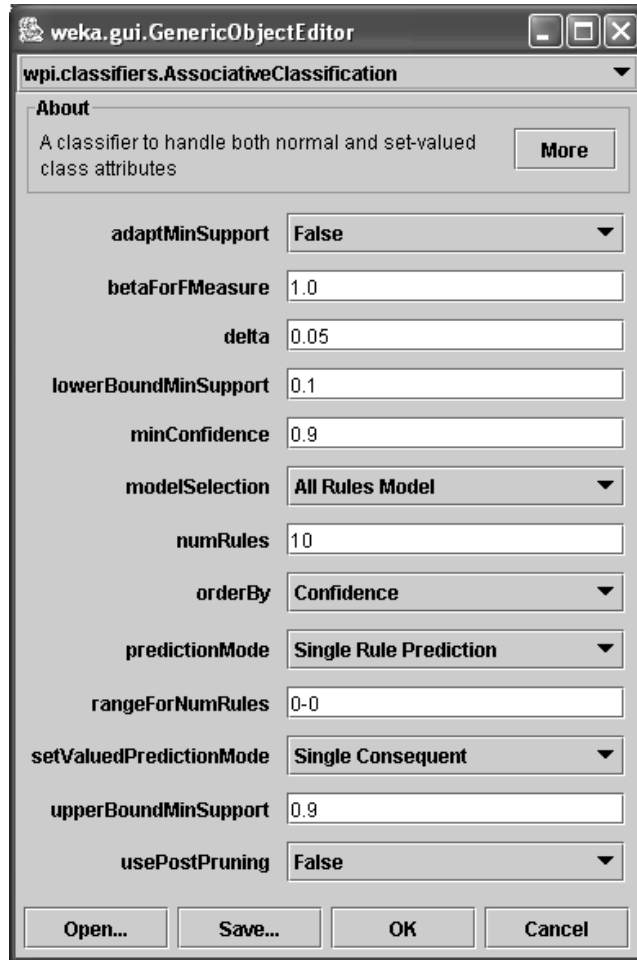 weka.gui.GenericObjectEditor
wpi.classifiers.AssociativeClassification
About
A classifier to handle both normal and set-valued
class attributes
More
adaptMinSupport False
betaForFMeasure 1.0
delta 0.05
lowerBoundMinSupport 0.1
minConfidence 0.9
modelSelection All Rules Model
numRules 10
orderBy Confidence
predictionMode Single Rule Prediction
rangeForNumRules 0-0
setValuedPredictionMode Single Consequent
upperBoundMinSupport 0.9
usePostPruning False
Open... Save... OK Cancel